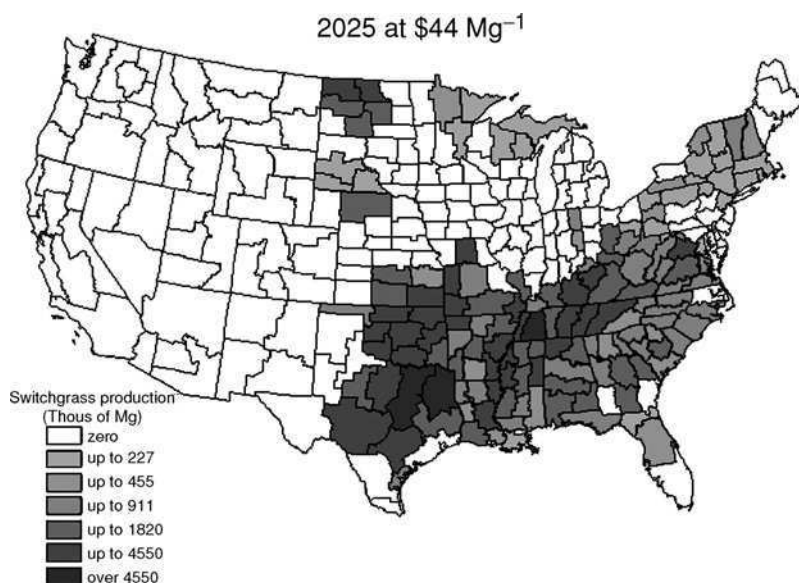 2025 at $44 Mg⁻¹
Switchgrass production
(Thous of Mg)
zero
up to 227
up to 455
up to 911
up to 1820
up to 4550
over 4550